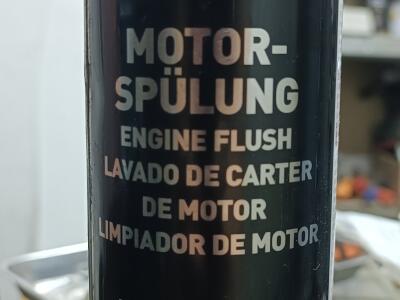 MOTOR-
SPÜLUNG
ENGINE FLUSH
LAVADO DE CARTER
DE MOTOR
LIMPIADOR DE MOTOR